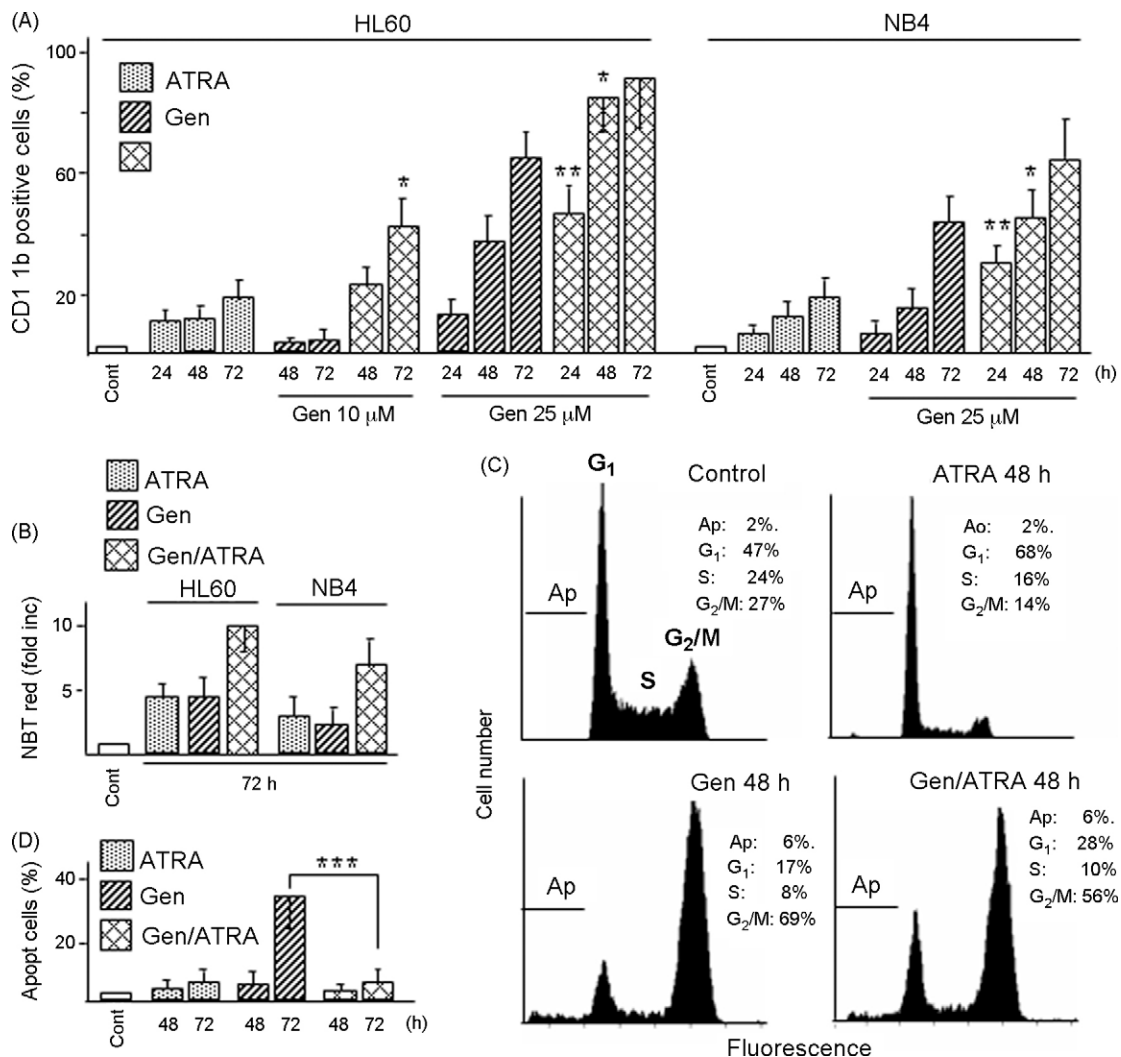 (A)
HL60
NB4
CD1 1b positive cells (%)
100
60
20
ATRA
Gen
*
**
*
**
*
Cont
24
48
72
48
72
48
72
24
48
72
24
48
72
Cont
24
48
72
24
48
72
24
48
72
(h)
Gen 10 µM
Gen 25 µM
Gen 25 µM
(B)
ATRA
Gen
Gen/ATRA
HL60
NB4
NBT red (fold inc)
10
5
Cont
72 h
(C)
Cell number
G₁
S
G₂/M
Ap
Control
Ap: 2%.
G₁: 47%
S: 24%
G₂/M: 27%
Ap
ATRA 48 h
Ao: 2%.
G₁: 68%
S: 16%
G₂/M: 14%
Ap
Gen 48 h
Ap: 6%.
G₁: 17%
S: 8%
G₂/M: 69%
Ap
Gen/ATRA 48 h
Ap: 6%.
G₁: 28%
S: 10%
G₂/M: 56%
Fluorescence
(D)
ATRA
Gen
Gen/ATRA
***
Apopt cells (%)
40
20
Cont
48
72
48
72
48
72
(h)